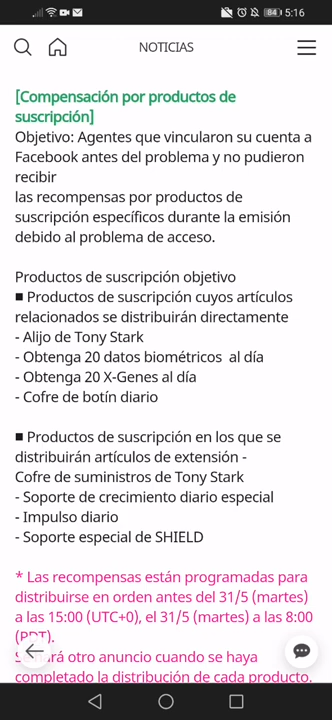 84 5:16
NOTICIAS
[Compensación por productos de
suscripción]
Objetivo: Agentes que vincularon su cuenta a
Facebook antes del problema y no pudieron
recibir
las recompensas por productos de
suscripción específicos durante la emisión
debido al problema de acceso.
Productos de suscripción objetivo
■ Productos de suscripción cuyos artículos
relacionados se distribuirán directamente
- Alijo de Tony Stark
- Obtenga 20 datos biométricos al día
- Obtenga 20 X-Genes al día
- Cofre de botín diario
■ Productos de suscripción en los que se
distribuirán artículos de extensión -
Cofre de suministros de Tony Stark
- Soporte de crecimiento diario especial
- Impulso diario
- Soporte especial de SHIELD
* Las recompensas están programadas para
distribuirse en orden antes del 31/5 (martes)
a las 15:00 (UTC+0), el 31/5 (martes) a las 8:00
(PDT).
otro anuncio cuando se haya
completado la distribución de cada producto.